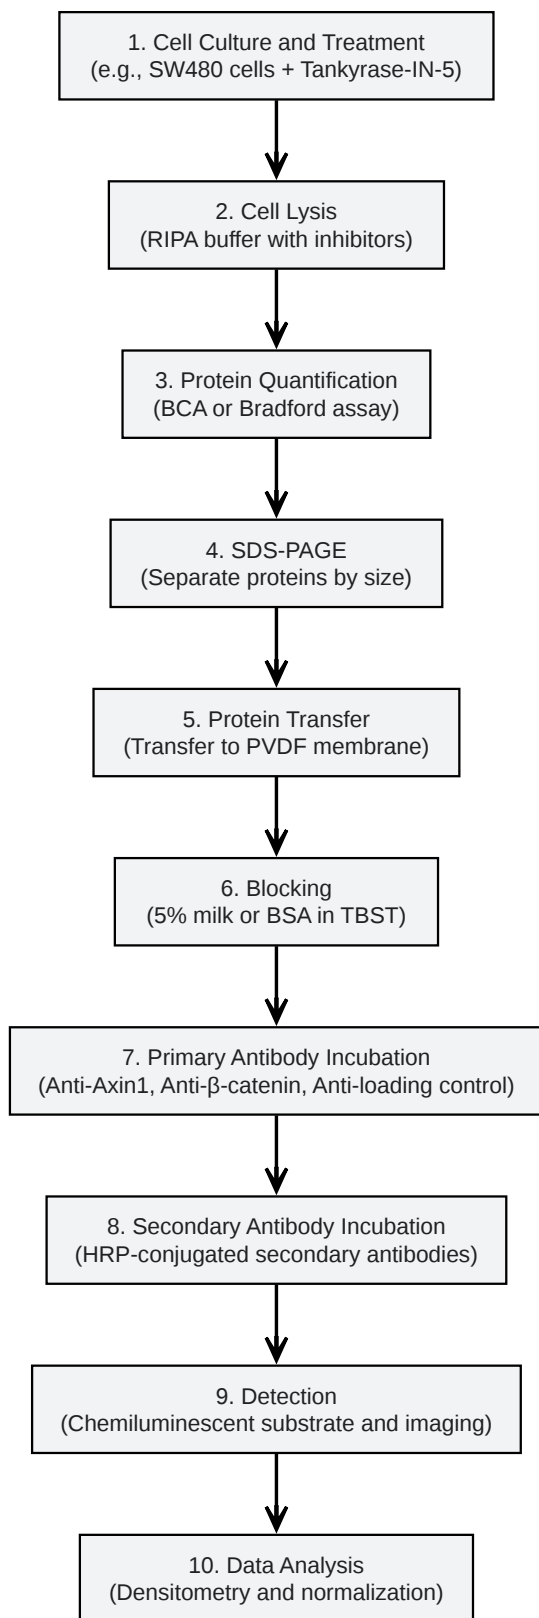 1. Cell Culture and Treatment
(e.g., SW480 cells + Tankyrase-IN-5)
2. Cell Lysis
(RIPA buffer with inhibitors)
3. Protein Quantification
(BCA or Bradford assay)
4. SDS-PAGE
(Separate proteins by size)
5. Protein Transfer
(Transfer to PVDF membrane)
6. Blocking
(5% milk or BSA in TBST)
7. Primary Antibody Incubation
(Anti-Axin1, Anti-β-catenin, Anti-loading control)
8. Secondary Antibody Incubation
(HRP-conjugated secondary antibodies)
9. Detection
(Chemiluminescent substrate and imaging)
10. Data Analysis
(Densitometry and normalization)